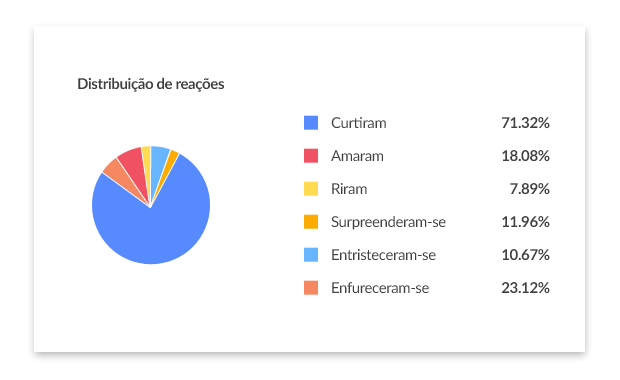 Distribuição de reações
Curtiram 71.32%
Amaram 18.08%
Riram 7.89%
Surpreenderam-se 11.96%
Entristeceram-se 10.67%
Enfureceram-se 23.12%